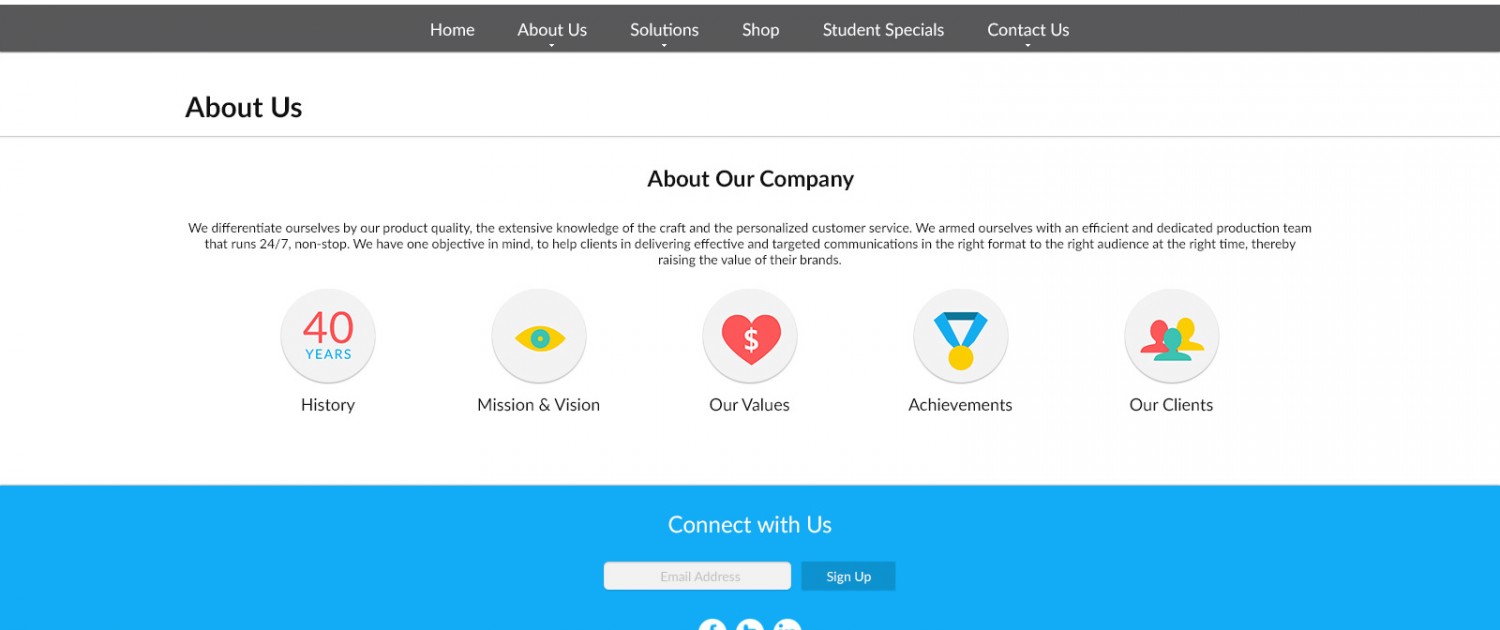 Home About Us Solutions Shop Student Specials Contact Us
About Us
About Our Company
We differentiate ourselves by our product quality, the extensive knowledge of the craft and the personalized customer service. We armed ourselves with an efficient and dedicated production team
that runs 24/7, non-stop. We have one objective in mind, to help clients in delivering effective and targeted communications in the right format to the right audience at the right time, thereby
raising the value of their brands.
40
YEARS
$
History Mission & Vision Our Values Achievements Our Clients
Connect with Us
Email Address Sign Up